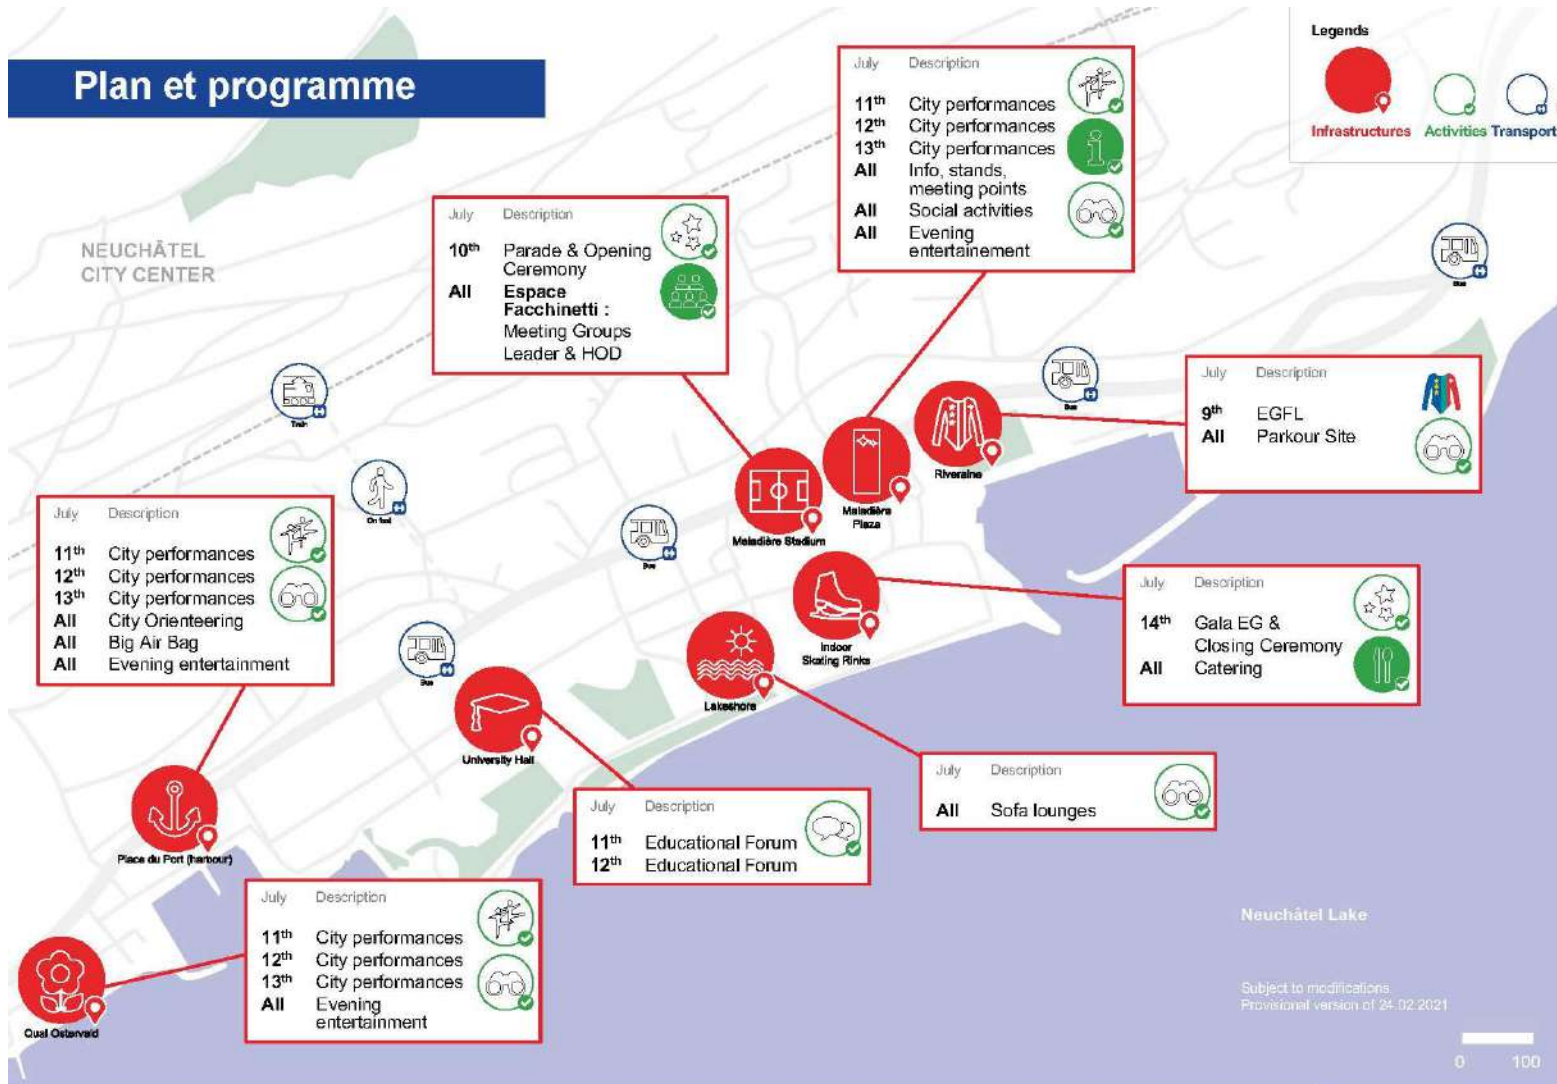 Plan et programme
Legends
Infrastructures
Activities
Transport
NEUCHÂTEL
CITY CENTER
July Description
11th City performances
12th City performances
13th City performances
All Info, stands,
meeting points
All Social activities
All Evening
entertainement
July Description
10th Parade & Opening
Ceremony
All Espace
Facchinetti :
Meeting Groups
Leader & HOD
Bus
Bus
July Description
9th EGFL
All Parkour Site
Train
On foot
Bus
Bus
Riveraine
Maladière
Plaza
Maladière Stadium
July Description
11th City performances
12th City performances
13th City performances
All City Orienteering
All Big Air Bag
All Evening entertainment
July Description
14th Gala EG &
Closing Ceremony
All Catering
Indoor
Skating Rinks
Lakeshore
University Hall
July Description
All Sofa lounges
July Description
11th Educational Forum
12th Educational Forum
Place du Port (harbour)
July Description
11th City performances
12th City performances
13th City performances
All Evening
entertainment
Quai Ostervald
Neuchâtel Lake
Subject to modifications.
Provisional version of 24.02.2021
0 100